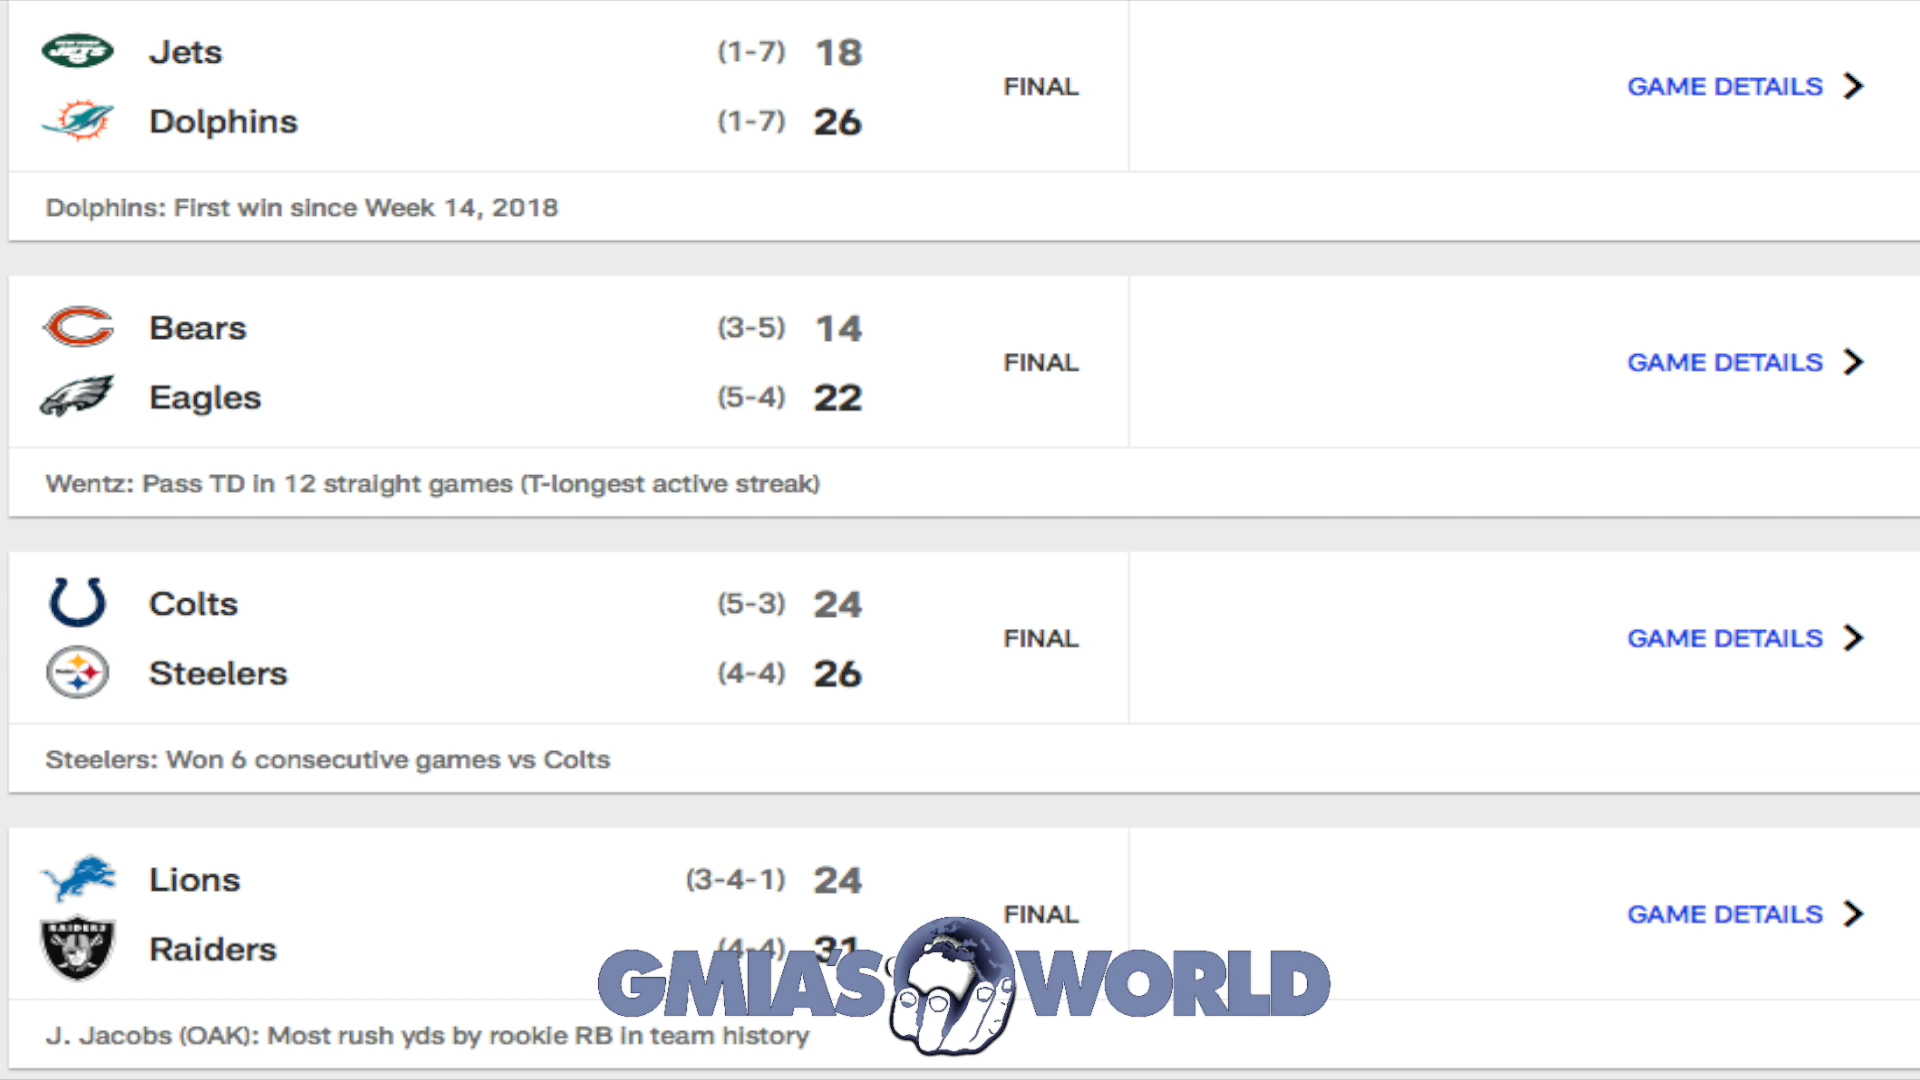 Jets (1-7) 18
FINAL
GAME DETAILS
Dolphins (1-7) 26
Dolphins: First win since Week 14, 2018
Bears (3-5) 14
FINAL
GAME DETAILS
Eagles (5-4) 22
Wentz: Pass TD in 12 straight games (T-longest active streak)
Colts (5-3) 24
FINAL
GAME DETAILS
Steelers (4-4) 26
Steelers: Won 6 consecutive games vs Colts
Lions (3-4-1) 24
FINAL
GAME DETAILS
RAIDERS
Raiders (4-4) 31
GMIA'S WORLD
J. Jacobs (OAK): Most rush yds by rookie RB in team history